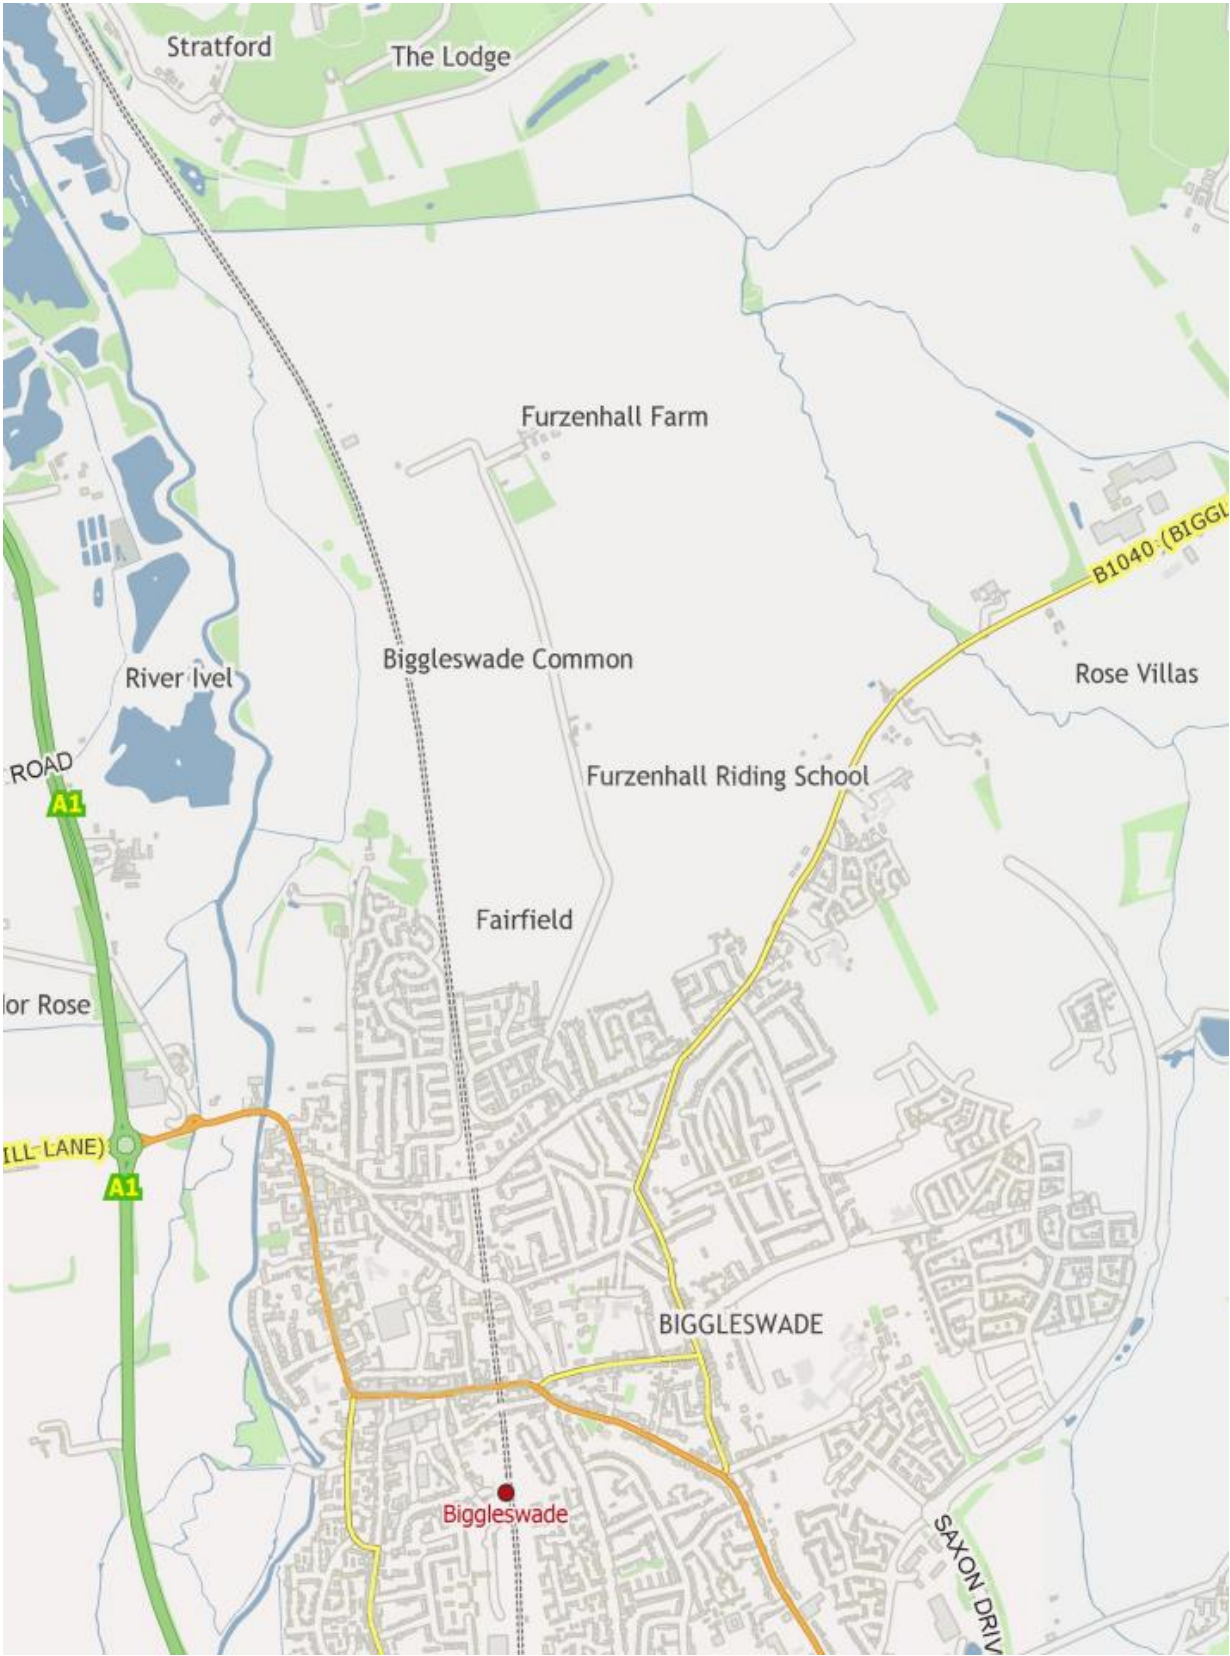 Stratford
The Lodge
Furzenhall Farm
B1040 (BIGGL
Biggleswade Common
River Ivel
Rose Villas
ROAD
Furzenhall Riding School
A1
Fairfield
lor Rose
ILL LANE)
A1
BIGGLESWADE
Biggleswade
SAXON DRIV